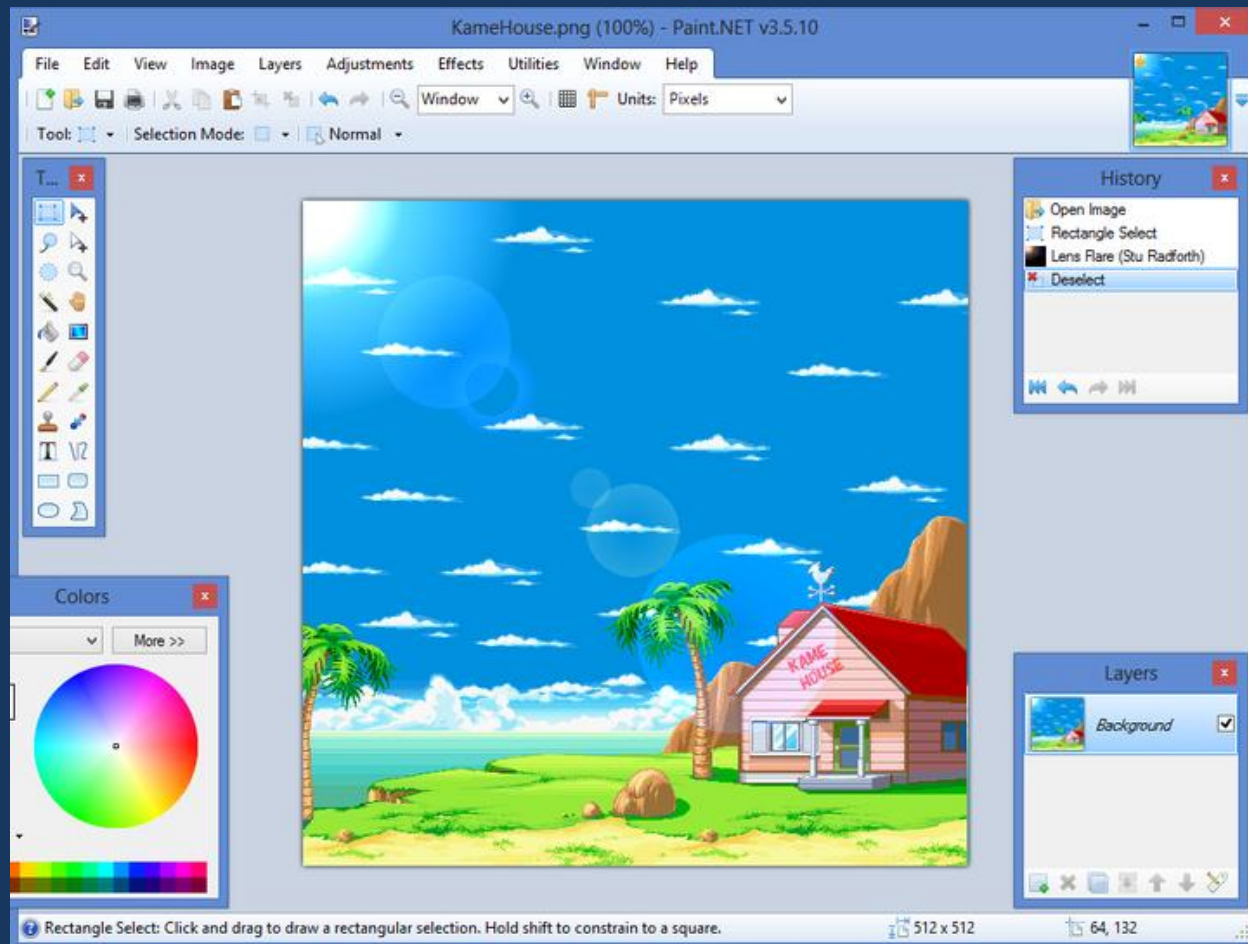 KameHouse.png (100%) - Paint.NET v3.5.10
File Edit View Image Layers Adjustments Effects Utilities Window Help
Window Units: Pixels
Tool: Selection Mode: Normal
T...
History
Open Image
Rectangle Select
Lens Flare (Stu Radforth)
Deselect
KAME
HOUSE
Colors
More >>
Layers
Background
Rectangle Select: Click and drag to draw a rectangular selection. Hold shift to constrain to a square. 512 x 512 64, 132